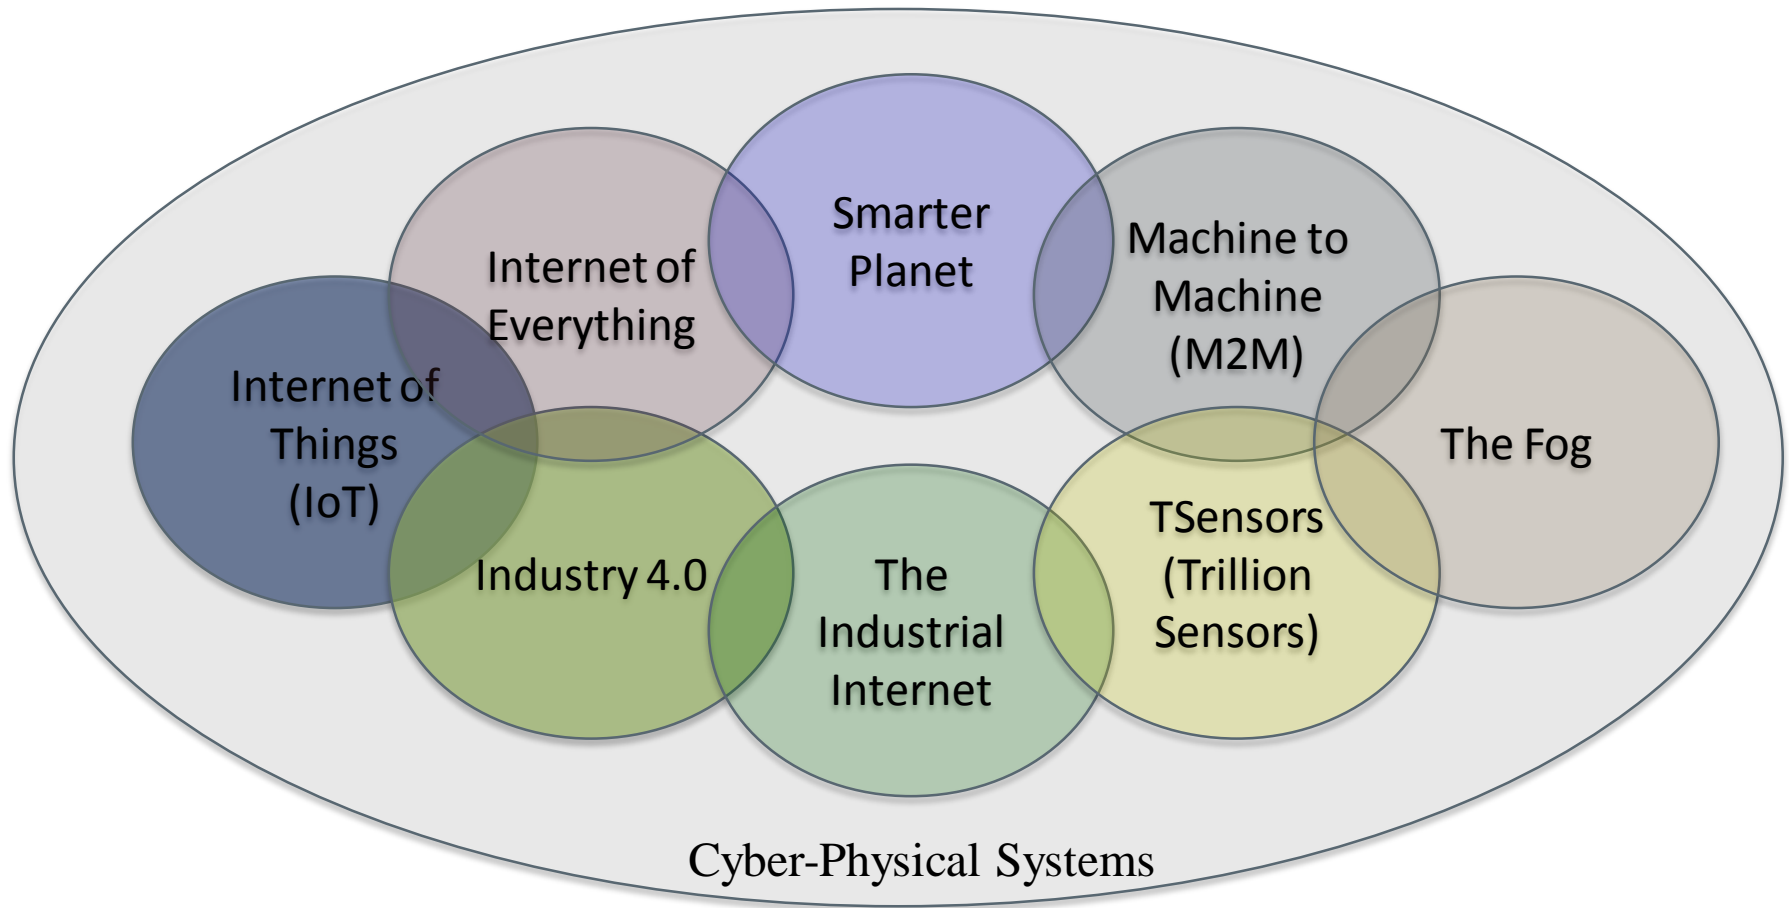 Smarter
Planet
Internet of
Everything
Machine to
Machine
(M2M)
Internet of
Things
(IoT)
The Fog
Industry 4.0
The
Industrial
Internet
TSensors
(Trillion
Sensors)
Cyber-Physical Systems